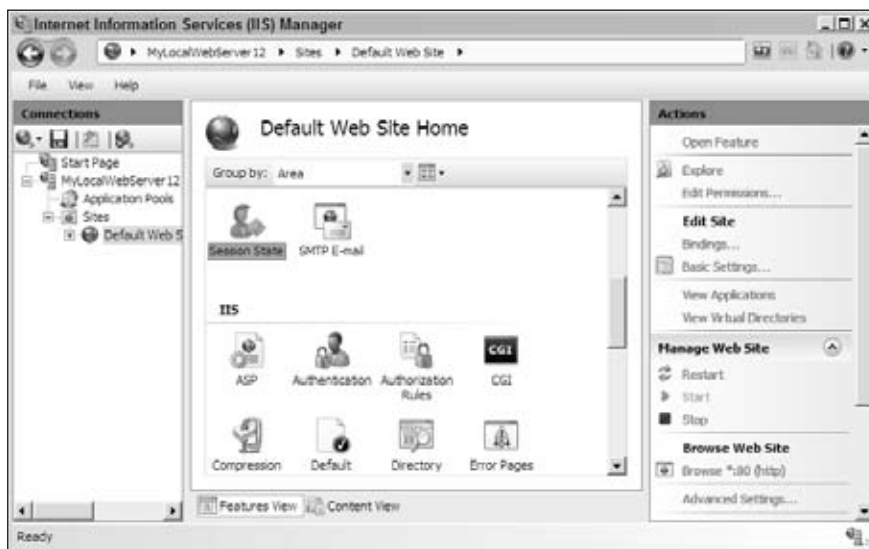 Internet Information Services (IIS) Manager
MyLocalWebServer12 Sites Default Web Site
File View Help
Connections
Start Page
MyLocalWebServer12
Application Pools
Sites
Default Web S
Default Web Site Home
Group by: Area
Session State
SMTP E-mail
IIS
ASP
Authentication
Authorization
Rules
CGI
CGI
Compression
Default
Directory
Error Pages
Features View
Content View
Actions
Open Feature
Explore
Edit Permissions...
Edit Site
Bindings...
Basic Settings...
View Applications
View Virtual Directories
Manage Web Site
Restart
Start
Stop
Browse Web Site
Browse *:80 (http)
Advanced Settings...
Ready